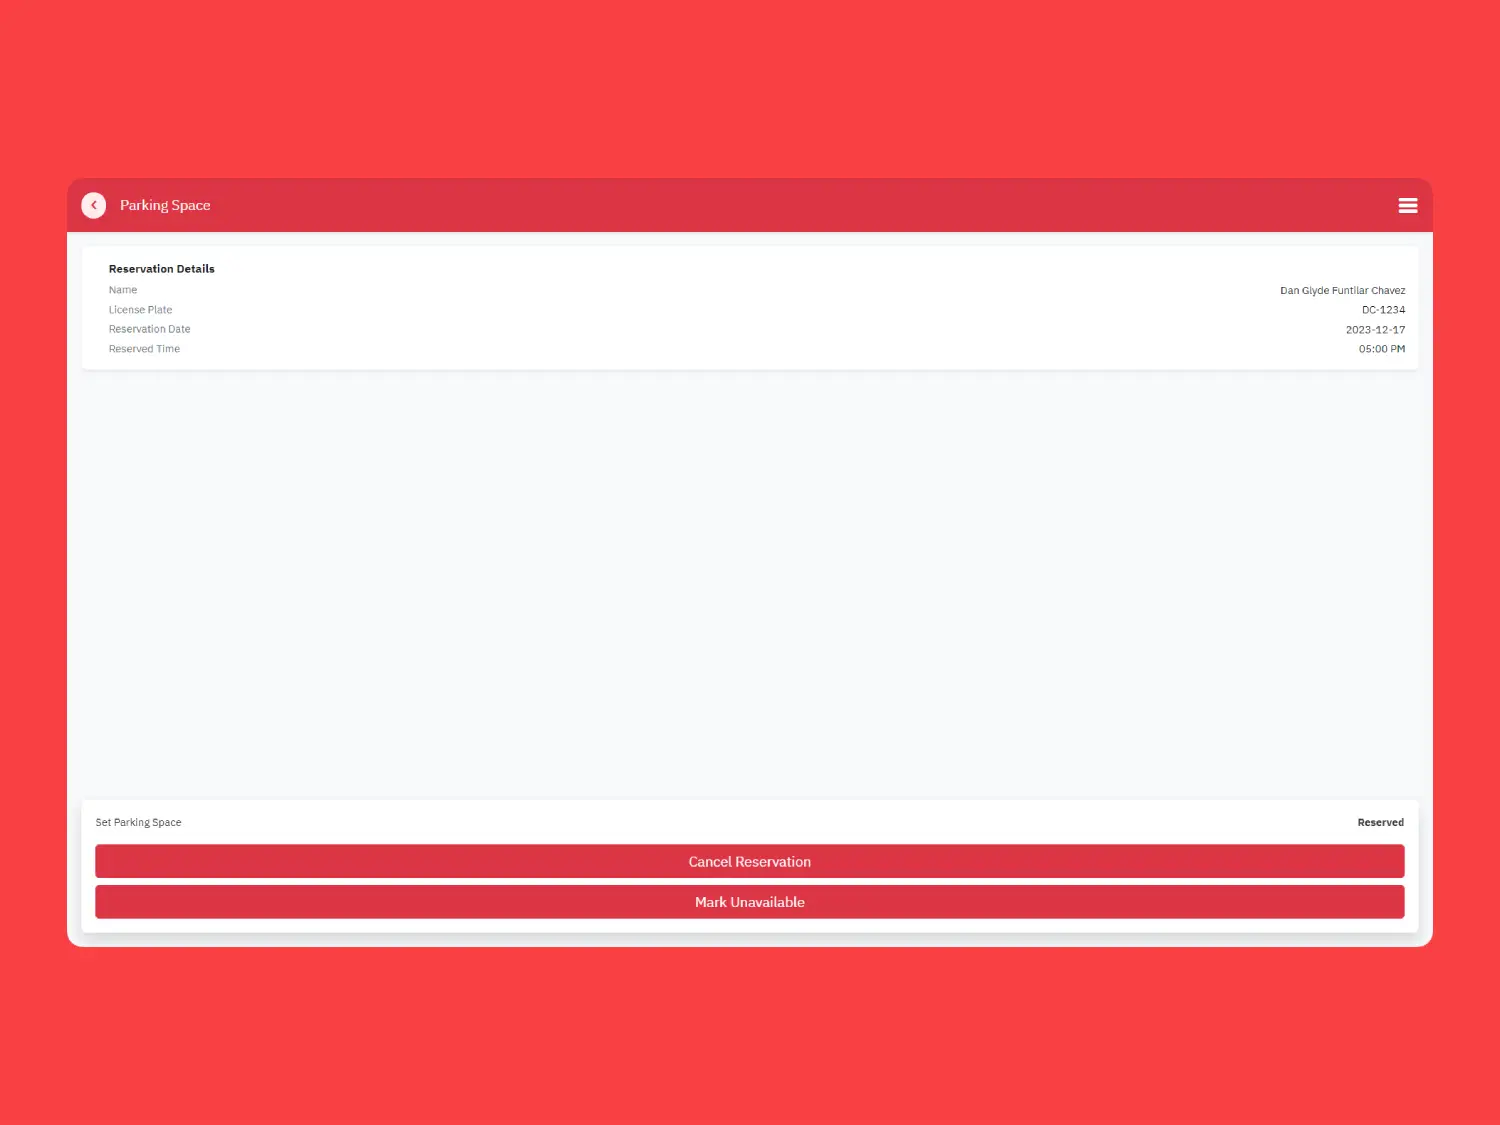 Parking Space
Reservation Details
Name Dan Glyde Funtilar Chavez
License Plate DC-1234
Reservation Date 2023-12-17
Reserved Time 05:00 PM
Set Parking Space Reserved
Cancel Reservation
Mark Unavailable